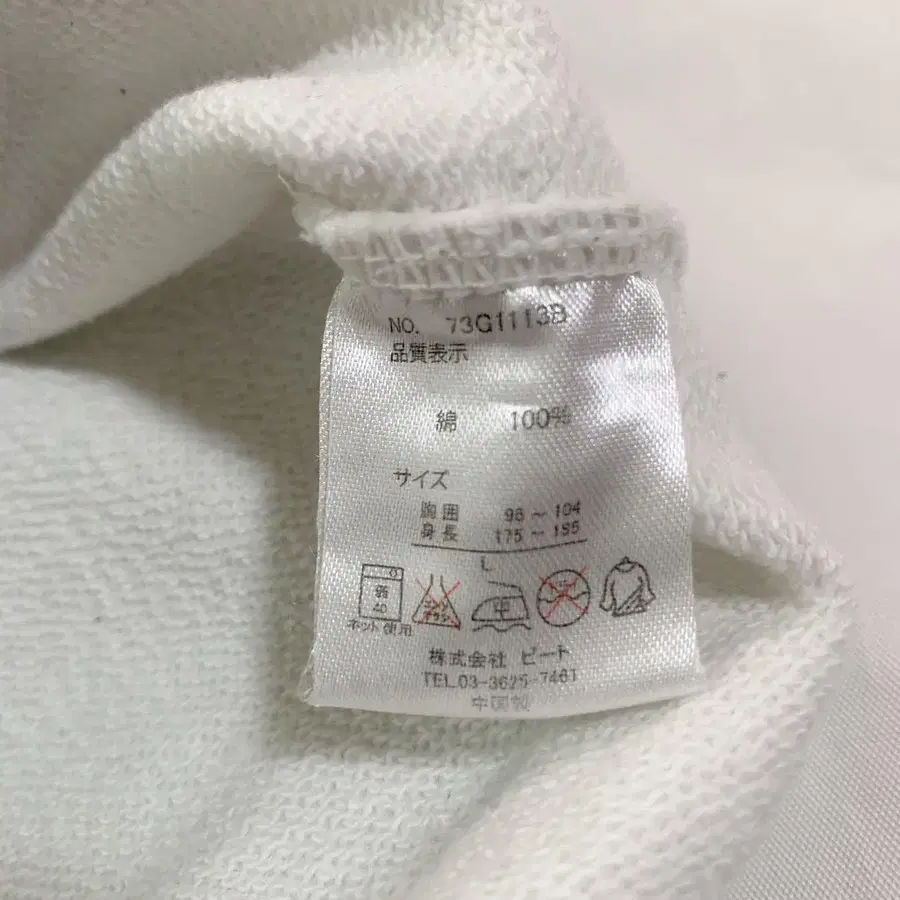 NO. 73G1113B
品質表示
綿 100%
サイズ
胸囲 96 ~ 104
身長 175 ~ 185
L
弱
40
中
ネット使用
株式会社 ビート
TEL.03-3625-7461
中国製